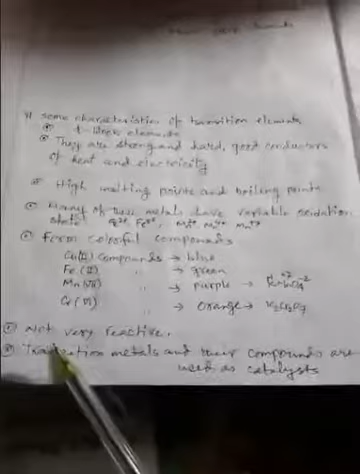 # some characteristics of transition elements
d-block elements
They are strong and hard, good conductors
of heat and electricity
High melting points and boiling points
Many of these metals have variable oxidation
state
Form colorful compounds
Cu(II) compounds → blue
Fe(II) " → green
Mn(VII) " → purple → KMnO4
Cr(VI) " → orange → K2Cr2O7
Not very reactive.
Transition metals and their compounds are
used as catalysts